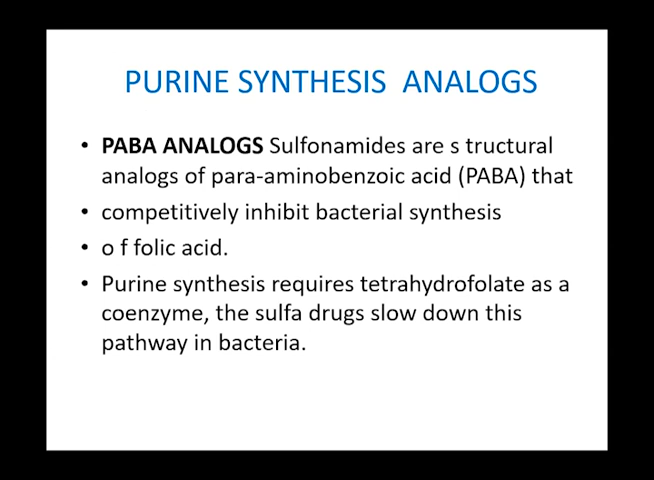 PURINE SYNTHESIS ANALOGS
• PABA ANALOGS Sulfonamides are s tructural
analogs of para-aminobenzoic acid (PABA) that
• competitively inhibit bacterial synthesis
• o f folic acid.
• Purine synthesis requires tetrahydrofolate as a
coenzyme, the sulfa drugs slow down this
pathway in bacteria.